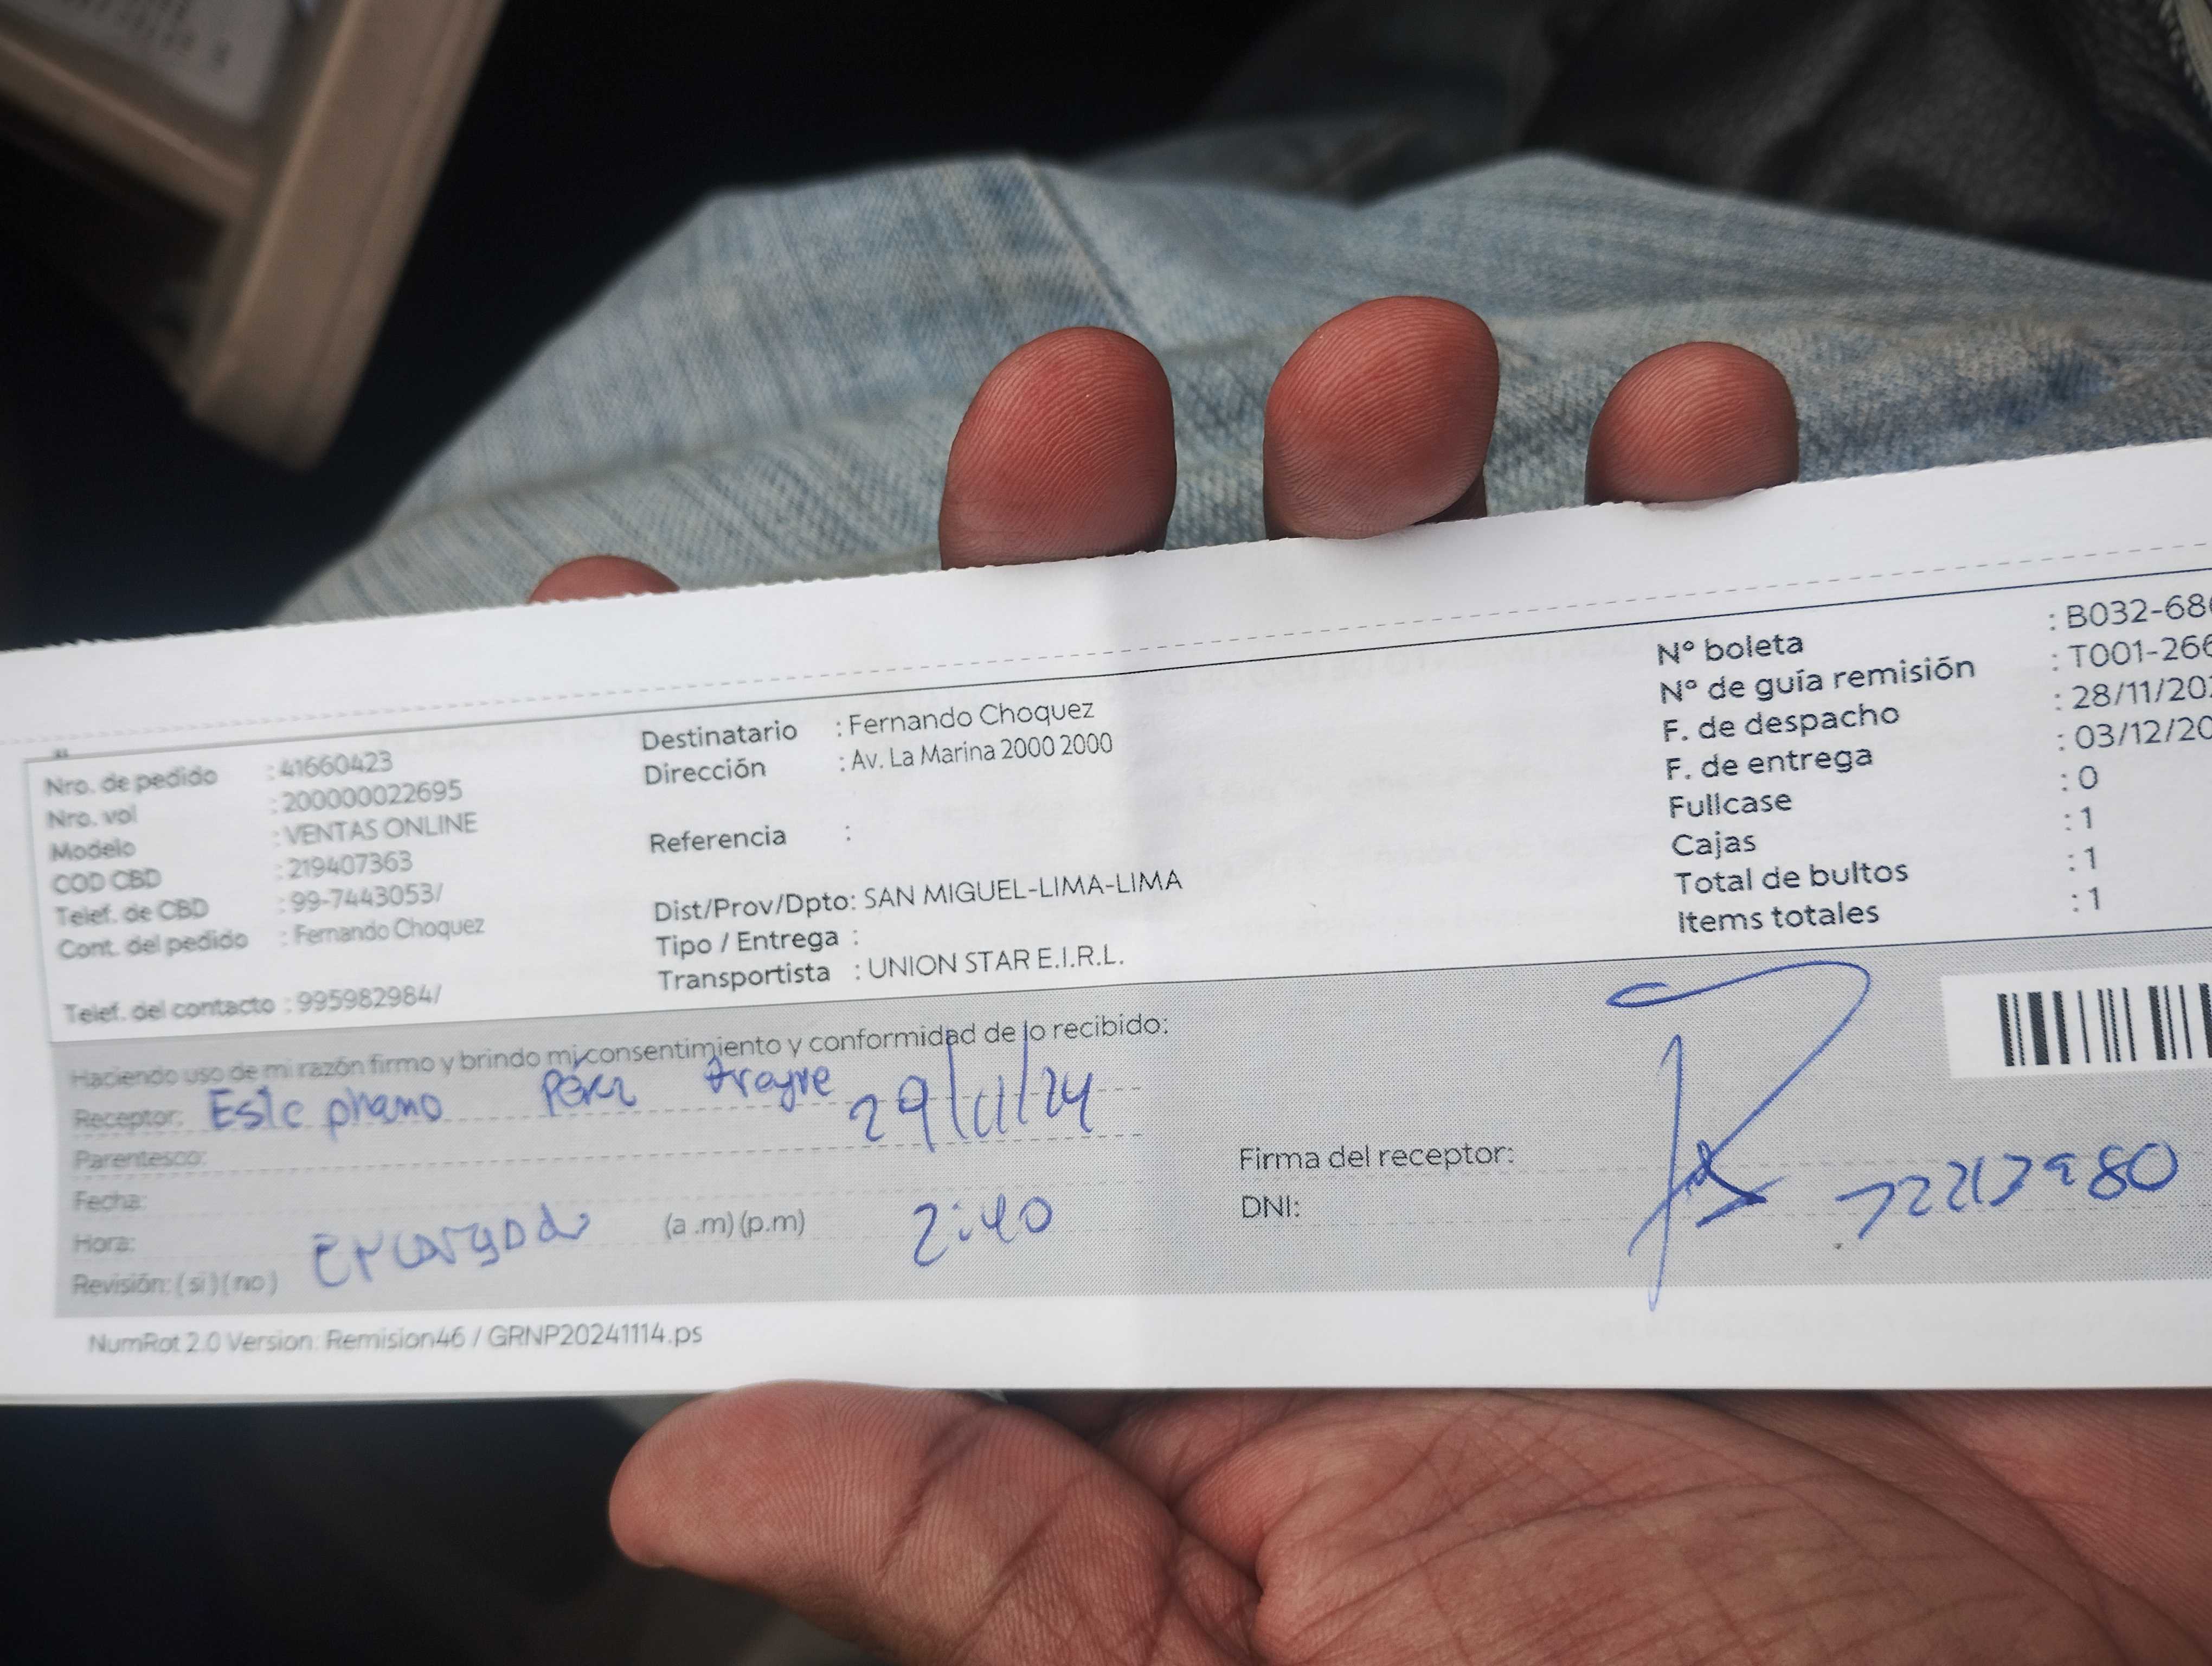 Nro. de pedido : 41660423
Nro. vol : 200000022695
Modelo : VENTAS ONLINE
COD CBD : 219407363
Telef. de CBD : 99-7443053/
Cont. del pedido : Fernando Choquez
Telef. del contacto : 995982984/
Destinatario : Fernando Choquez
Dirección : Av. La Marina 2000 2000
Referencia :
Dist/Prov/Dpto: SAN MIGUEL-LIMA-LIMA
Tipo / Entrega :
Transportista : UNION STAR E.I.R.L.
N° boleta : B032-68
N° de guía remisión : T001-266
F. de despacho : 28/11/20
F. de entrega : 03/12/20
Fullcase : 0
Cajas : 1
Total de bultos : 1
Items totales : 1
Haciendo uso de mi razón firmo y brindo mi consentimiento y conformidad de lo recibido:
Receptor: Estephano Pérez 29/11/24
Parentesco:
Fecha:
Hora: Encargado (a .m) (p.m) 2:40
Revisión: ( si ) ( no )
Firma del receptor:
DNI:
NumRot 2.0 Version: Remision46 / GRNP20241114.ps